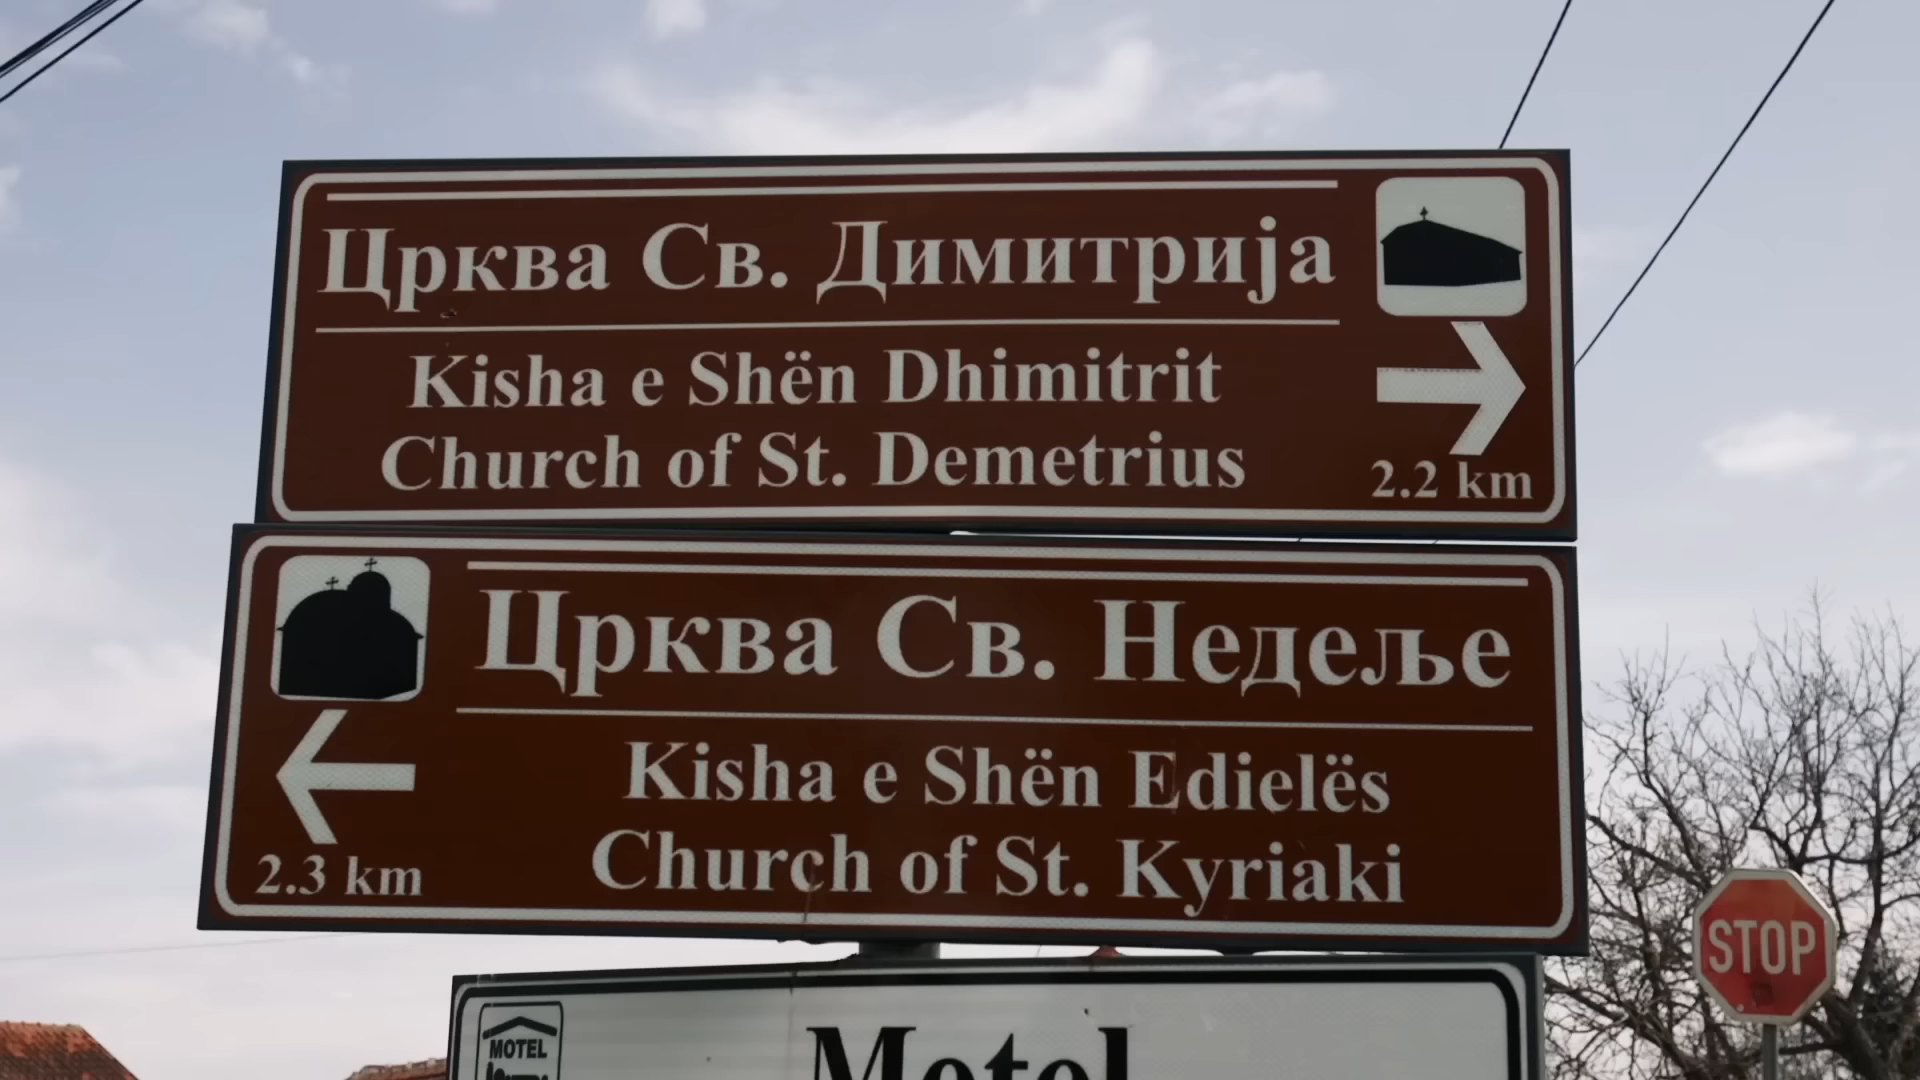 Црква Св. Димитрија
Kisha e Shën Dhimitrit
Church of St. Demetrius
2.2 km
Црква Св. Недеље
Kisha e Shën Edielës
Church of St. Kyriaki
2.3 km
STOP
MOTEL
Motel